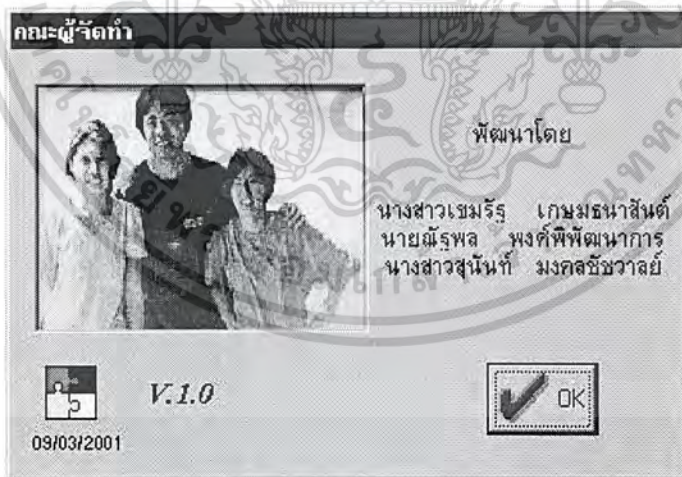 คณะผู้จัดทำ
พัฒนาโดย
นางสาวเขมรัฐ เกษมธนาสันต์
นายณัฐพล พงศ์พิพัฒนาการ
นางสาวสุนันท์ มงคลชัชวาลย์
V.1.0
OK
09/03/2001